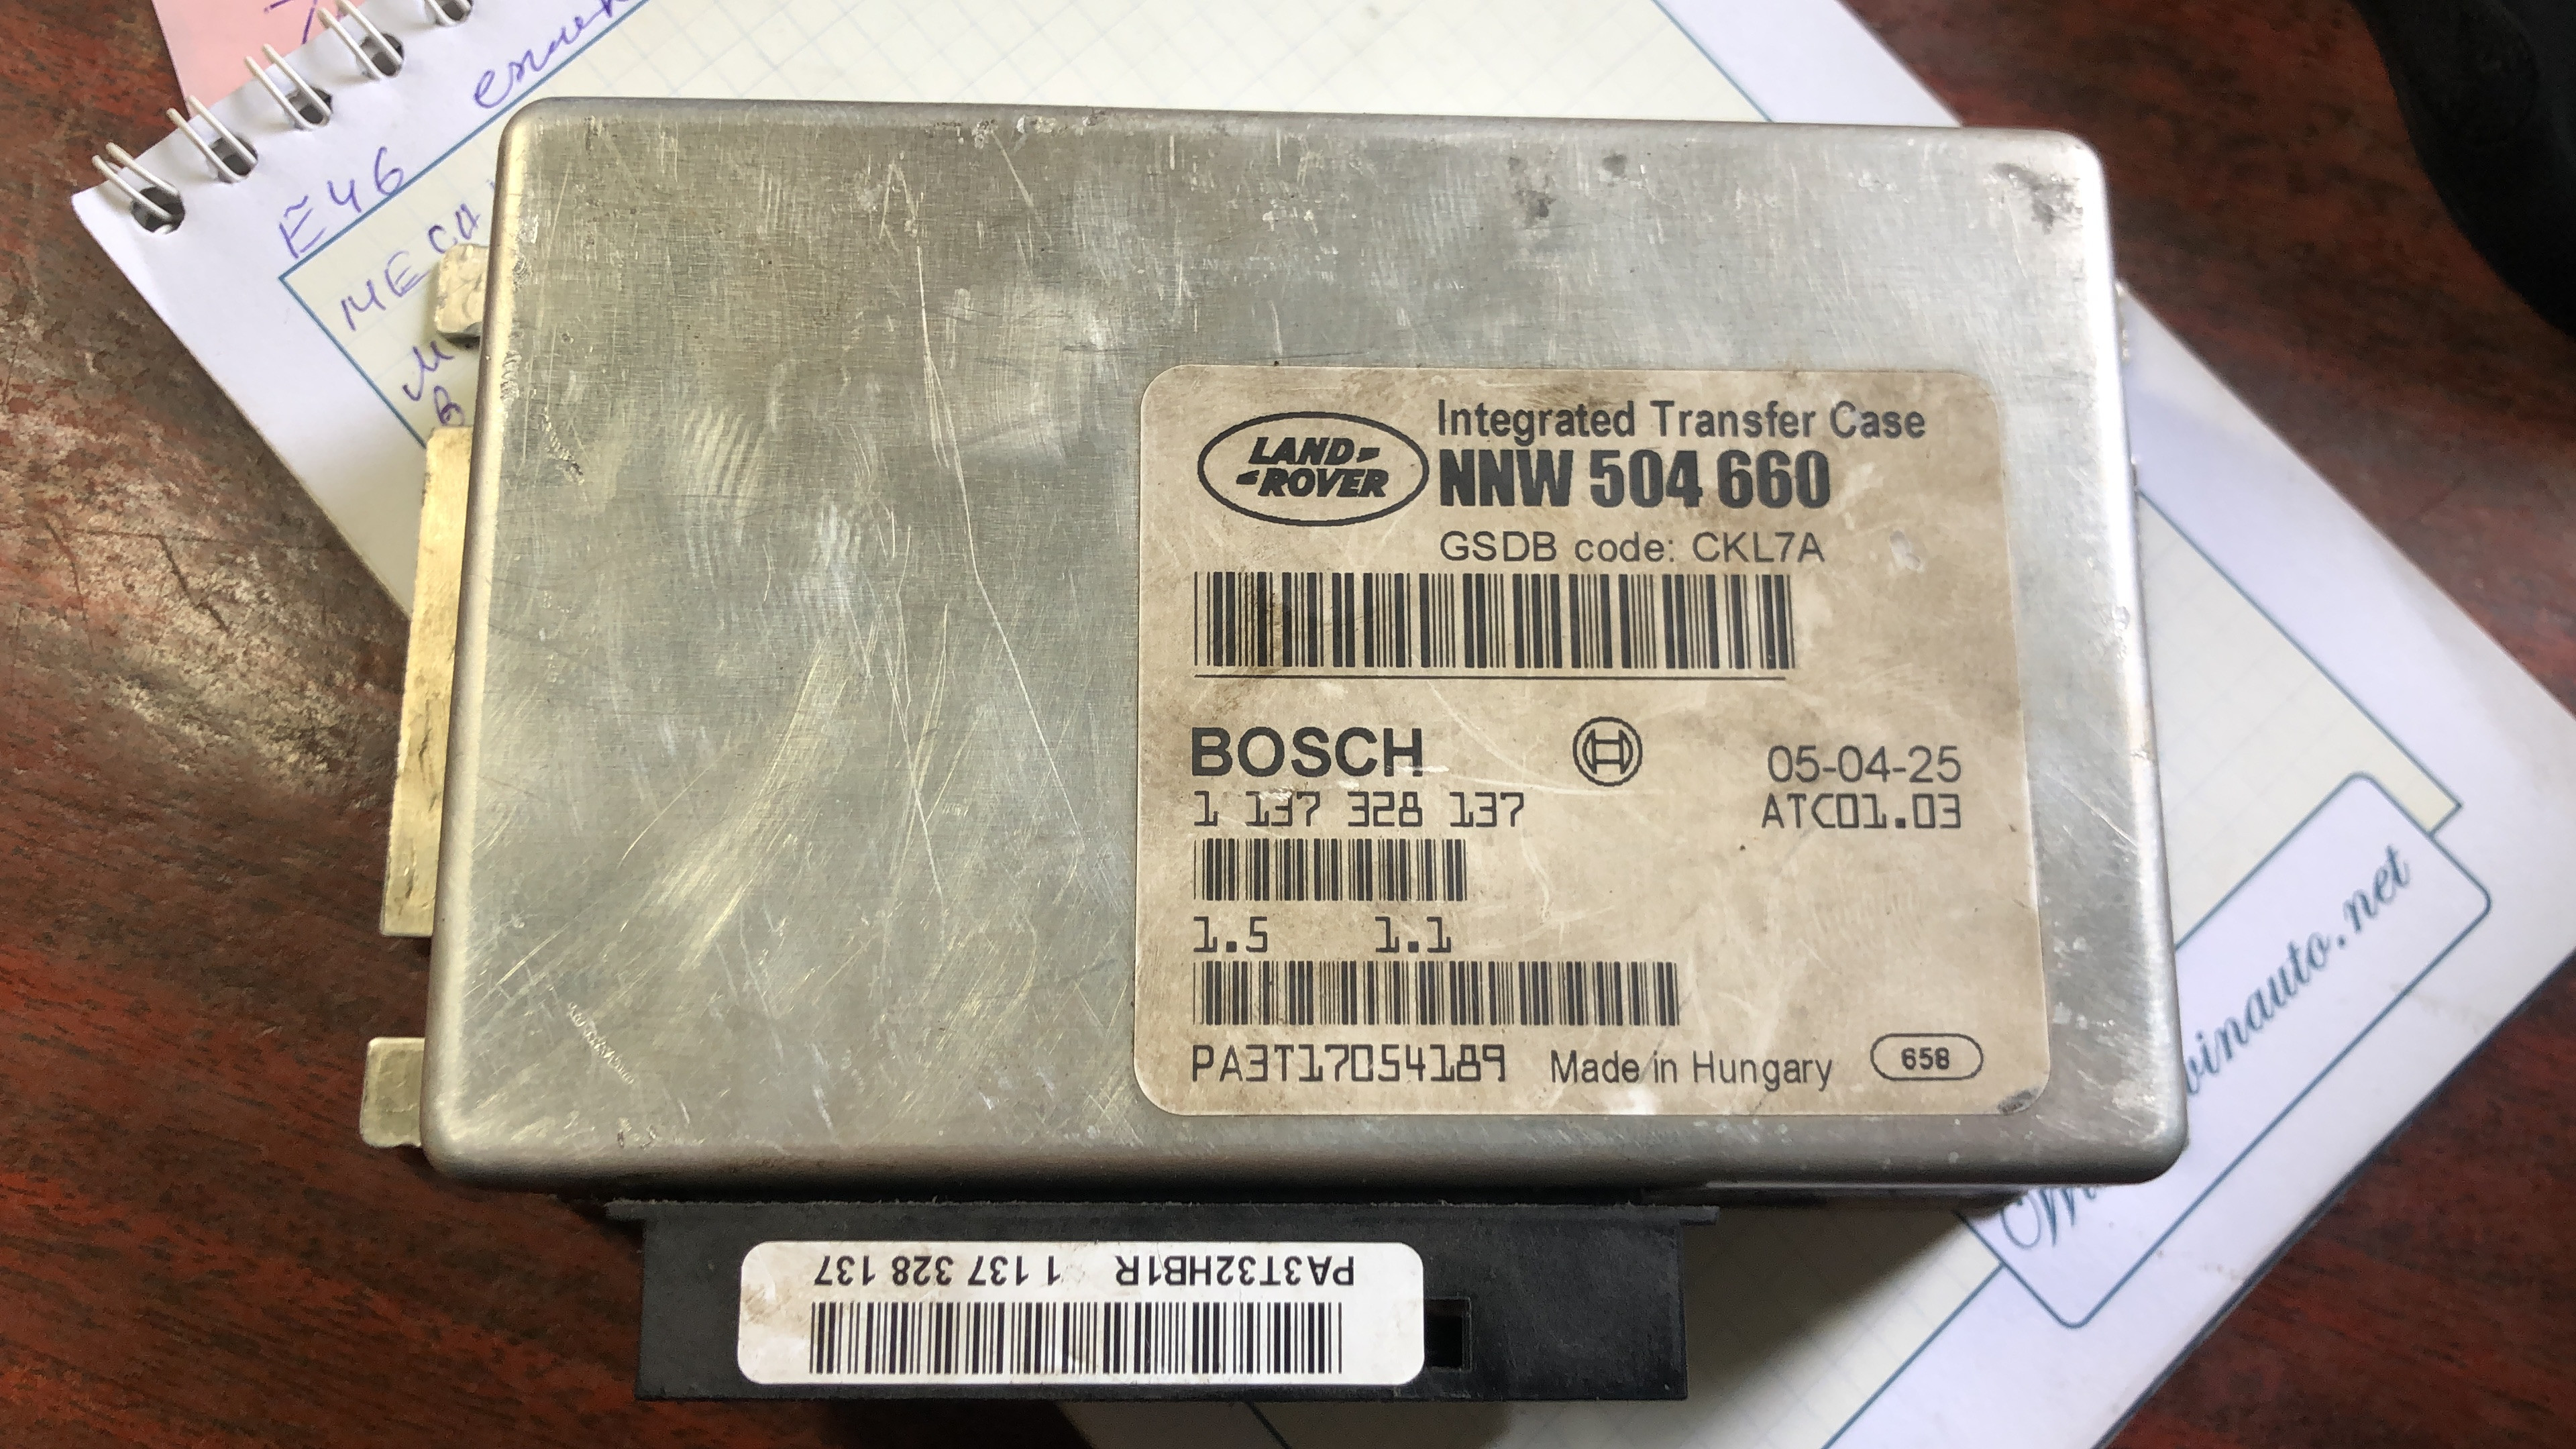 E46
LAND
ROVER
Integrated Transfer Case
NNW 504 660
GSDB code: CKL7A
BOSCH
05-04-25
1 137 328 137
ATC01.03
1.5 1.1
PA3T17054189 Made in Hungary 658
PA3T32HB1R 1 137 328 137